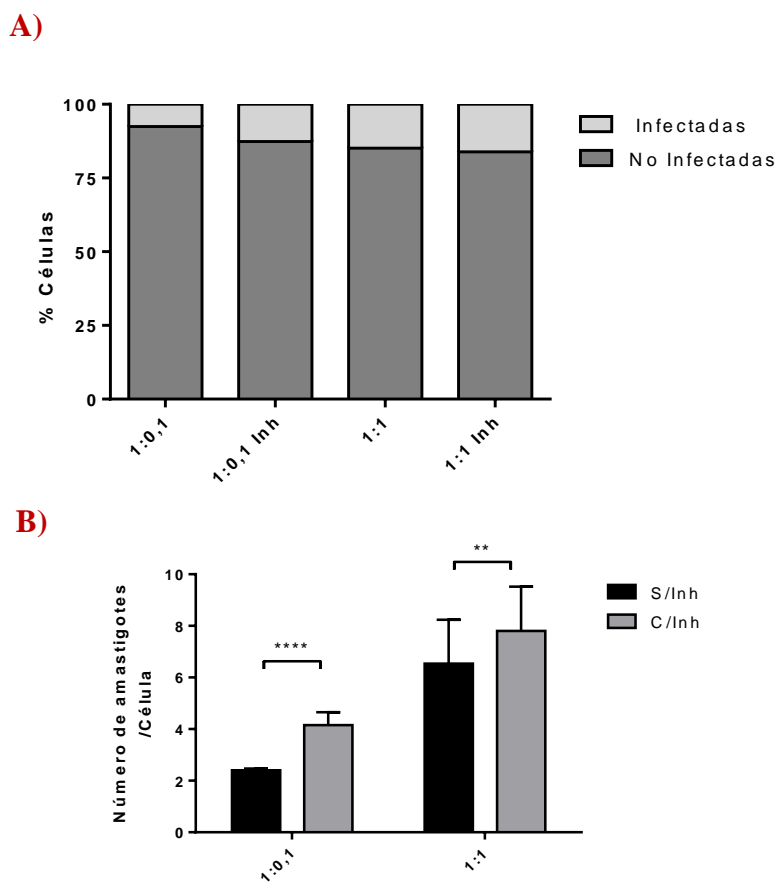 A)
100
75
50
25
0
% Células
1:0,1
1:0,1 Inh
1:1
1:1 Inh
Infectadas
No Infectadas
B)
10
8
6
4
2
0
Número de amastigotes
/Célula
****
**
1:0,1
1:1
S/Inh
C/Inh